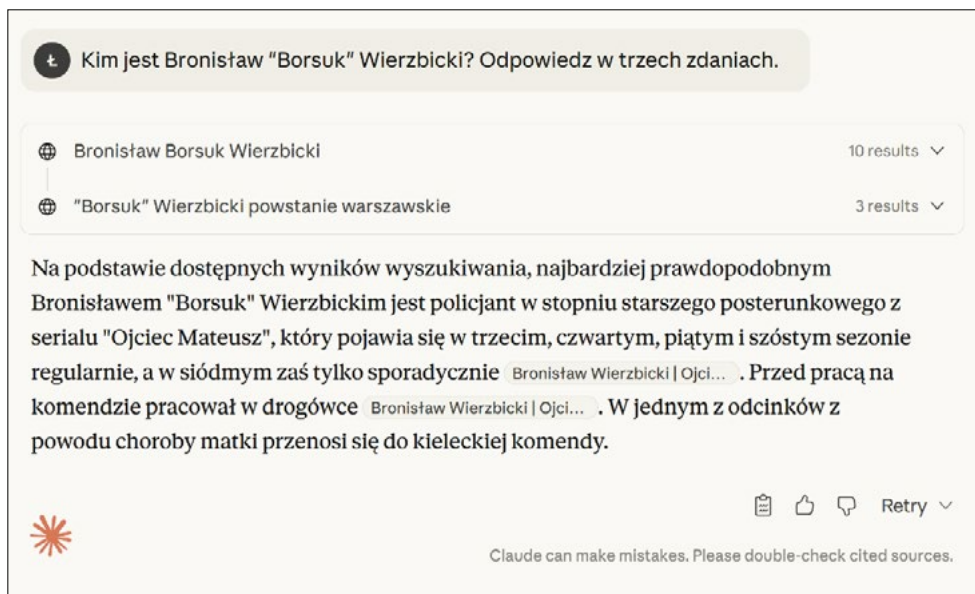 Ł
Kim jest Bronisław “Borsuk” Wierzbicki? Odpowiedz w trzech zdaniach.
Bronisław Borsuk Wierzbicki 10 results
“Borsuk” Wierzbicki powstanie warszawskie 3 results
Na podstawie dostępnych wyników wyszukiwania, najbardziej prawdopodobnym
Bronisławem "Borsuk" Wierzbickim jest policjant w stopniu starszego posterunkowego z
serialu "Ojciec Mateusz", który pojawia się w trzecim, czwartym, piątym i szóstym sezonie
regularnie, a w siódmym zaś tylko sporadycznie Bronisław Wierzbicki | Ojci... . Przed pracą na
komendzie pracował w drogówce Bronisław Wierzbicki | Ojci... . W jednym z odcinków z
powodu choroby matki przenosi się do kieleckiej komendy.
Retry
Claude can make mistakes. Please double-check cited sources.